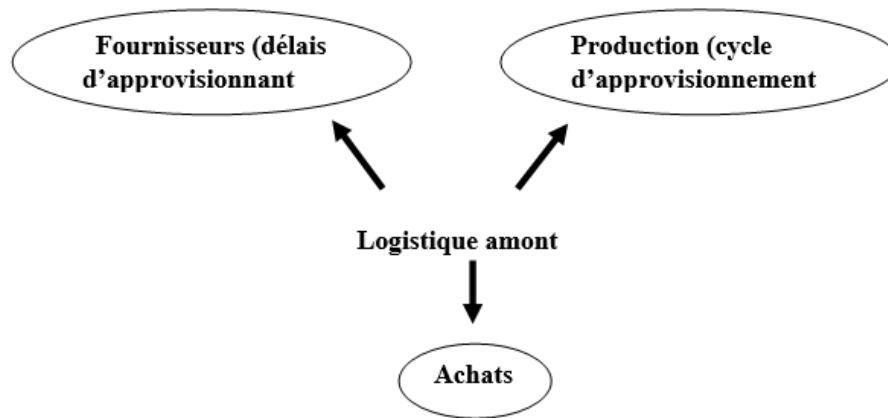 Fournisseurs (délais
d’approvisionnant
Production (cycle
d’approvisionnement
Logistique amont
Achats